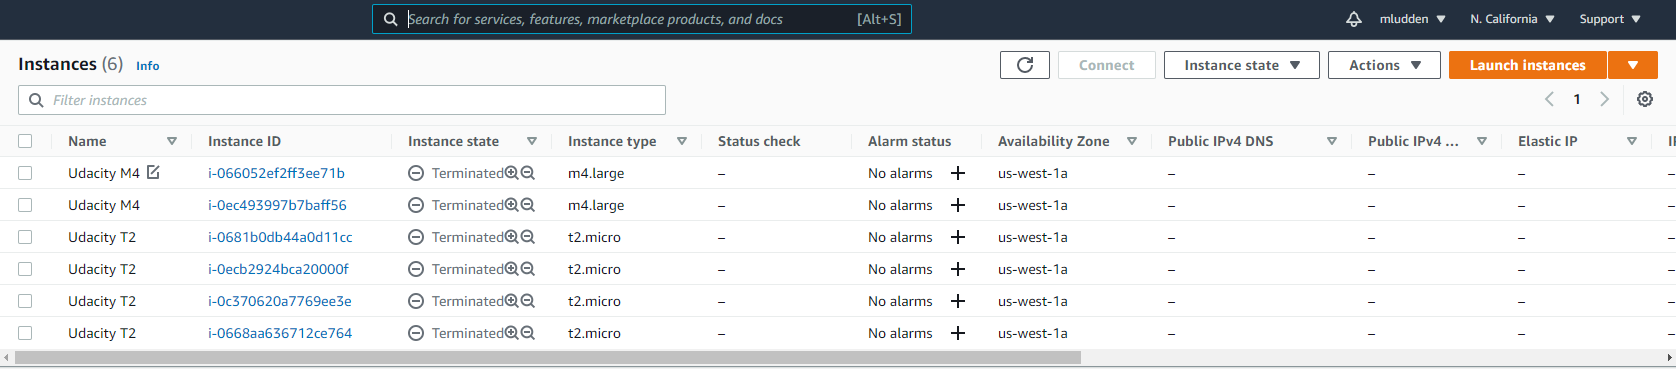 Search for services, features, marketplace products, and docs [Alt+S] mludden ▼ N. California ▼ Support ▼
Instances (6) Info Connect Instance state ▼ Actions ▼ Launch instances ▼
Filter instances 1
Name Instance ID Instance state Instance type Status check Alarm status Availability Zone Public IPv4 DNS Public IPv4 ... Elastic IP IP
Udacity M4 i-066052ef2ff3ee71b Terminated m4.large – No alarms + us-west-1a – – – –
Udacity M4 i-0ec493997b7baff56 Terminated m4.large – No alarms + us-west-1a – – – –
Udacity T2 i-0681b0db44a0d11cc Terminated t2.micro – No alarms + us-west-1a – – – –
Udacity T2 i-0ecb2924bca20000f Terminated t2.micro – No alarms + us-west-1a – – – –
Udacity T2 i-0c370620a7769ee3e Terminated t2.micro – No alarms + us-west-1a – – – –
Udacity T2 i-0668aa636712ce764 Terminated t2.micro – No alarms + us-west-1a – – – –